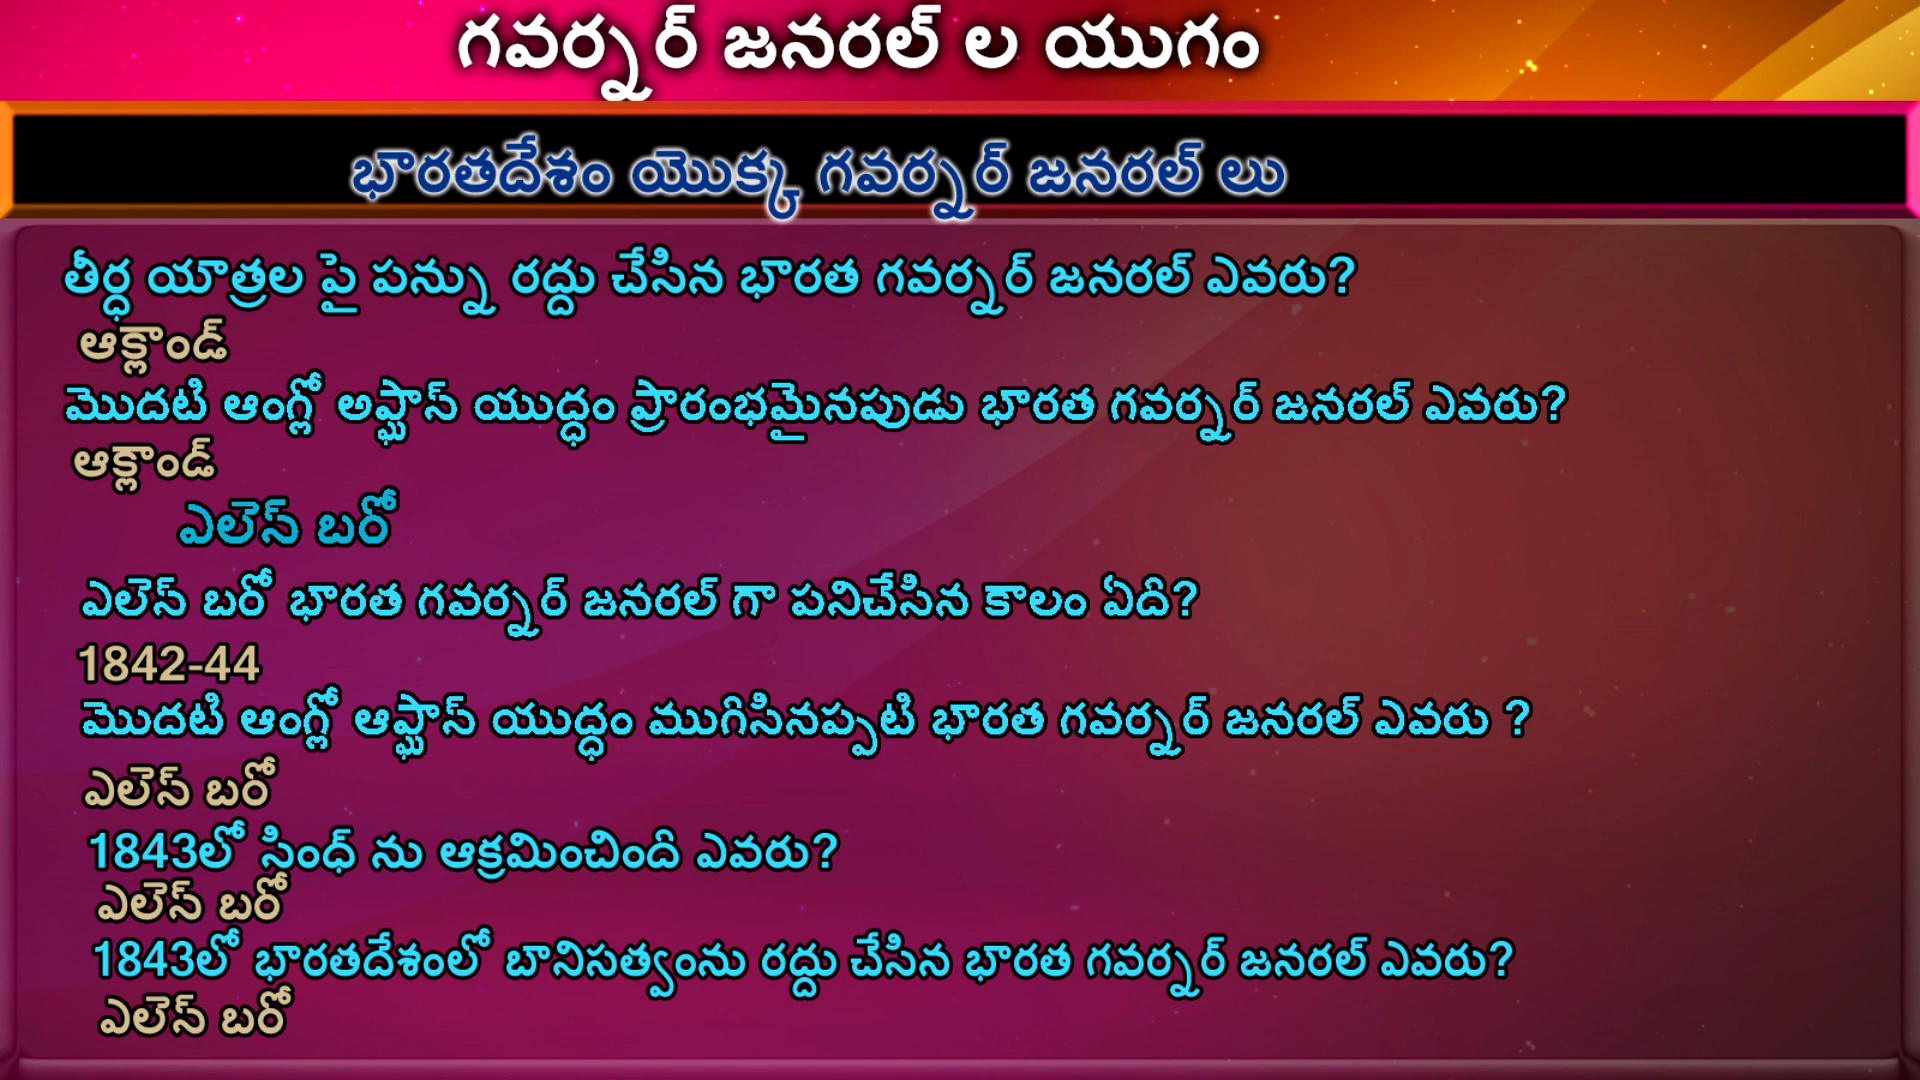 గవర్నర్ జనరల్ ల యుగం
భారతదేశం యొక్క గవర్నర్ జనరల్ లు
తీర్ధ యాత్రల పై పన్ను రద్దు చేసిన భారత గవర్నర్ జనరల్ ఎవరు?
ఆక్లాండ్
మొదటి ఆంగ్లో అఫ్ఘాన్ యుద్ధం ప్రారంభమైనపుడు భారత గవర్నర్ జనరల్ ఎవరు?
ఆక్లాండ్
ఎలెన్ బరో
ఎలెన్ బరో భారత గవర్నర్ జనరల్ గా పనిచేసిన కాలం ఏది?
1842-44
మొదటి ఆంగ్లో ఆఫ్ఘాన్ యుద్ధం ముగిసినప్పటి భారత గవర్నర్ జనరల్ ఎవరు ?
ఎలెన్ బరో
1843లో సింధ్ ను ఆక్రమించింది ఎవరు?
ఎలెన్ బరో
1843లో భారతదేశంలో బానిసత్వంను రద్దు చేసిన భారత గవర్నర్ జనరల్ ఎవరు?
ఎలెన్ బరో